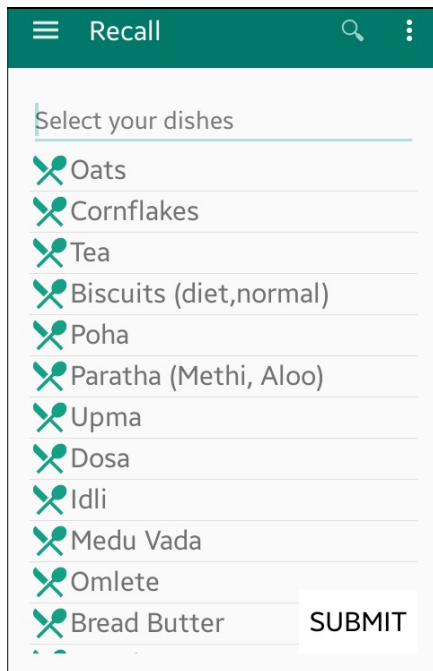 Recall
Select your dishes
Oats
Cornflakes
Tea
Biscuits (diet,normal)
Poha
Paratha (Methi, Aloo)
Upma
Dosa
Idli
Medu Vada
Omlete
Bread Butter
SUBMIT